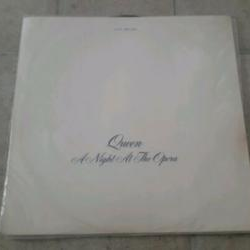 Queen
A Night At The Opera